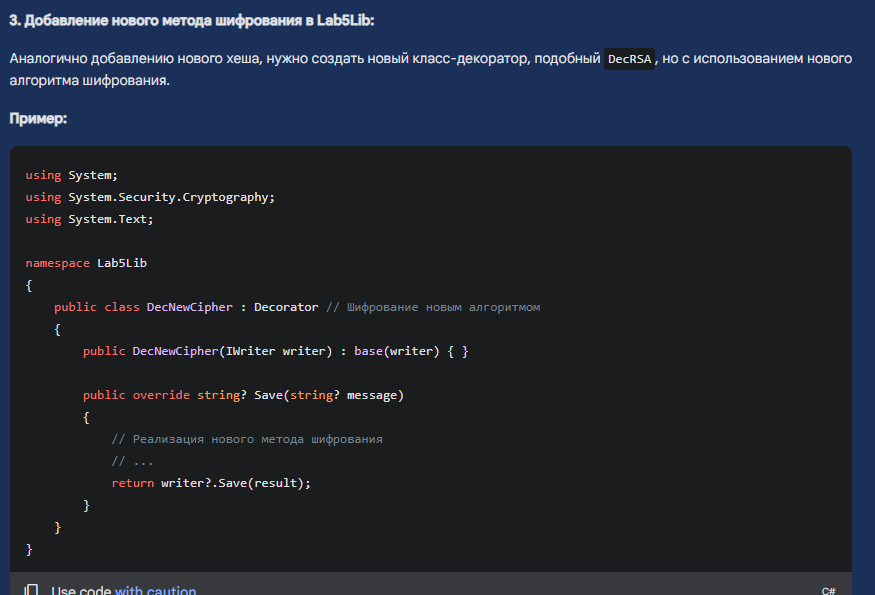 3. Добавление нового метода шифрования в Lab5Lib:
Аналогично добавлению нового хеша, нужно создать новый класс-декоратор, подобный DecRSA, но с использованием нового
алгоритма шифрования.
Пример:
using System;
using System.Security.Cryptography;
using System.Text;
namespace Lab5Lib
{
public class DecNewCipher : Decorator // Шифрование новым алгоритмом
{
public DecNewCipher(IWriter writer) : base(writer) { }
public override string? Save(string? message)
{
// Реализация нового метода шифрования
// ...
return writer?.Save(result);
}
}
}
Use code with caution
C#